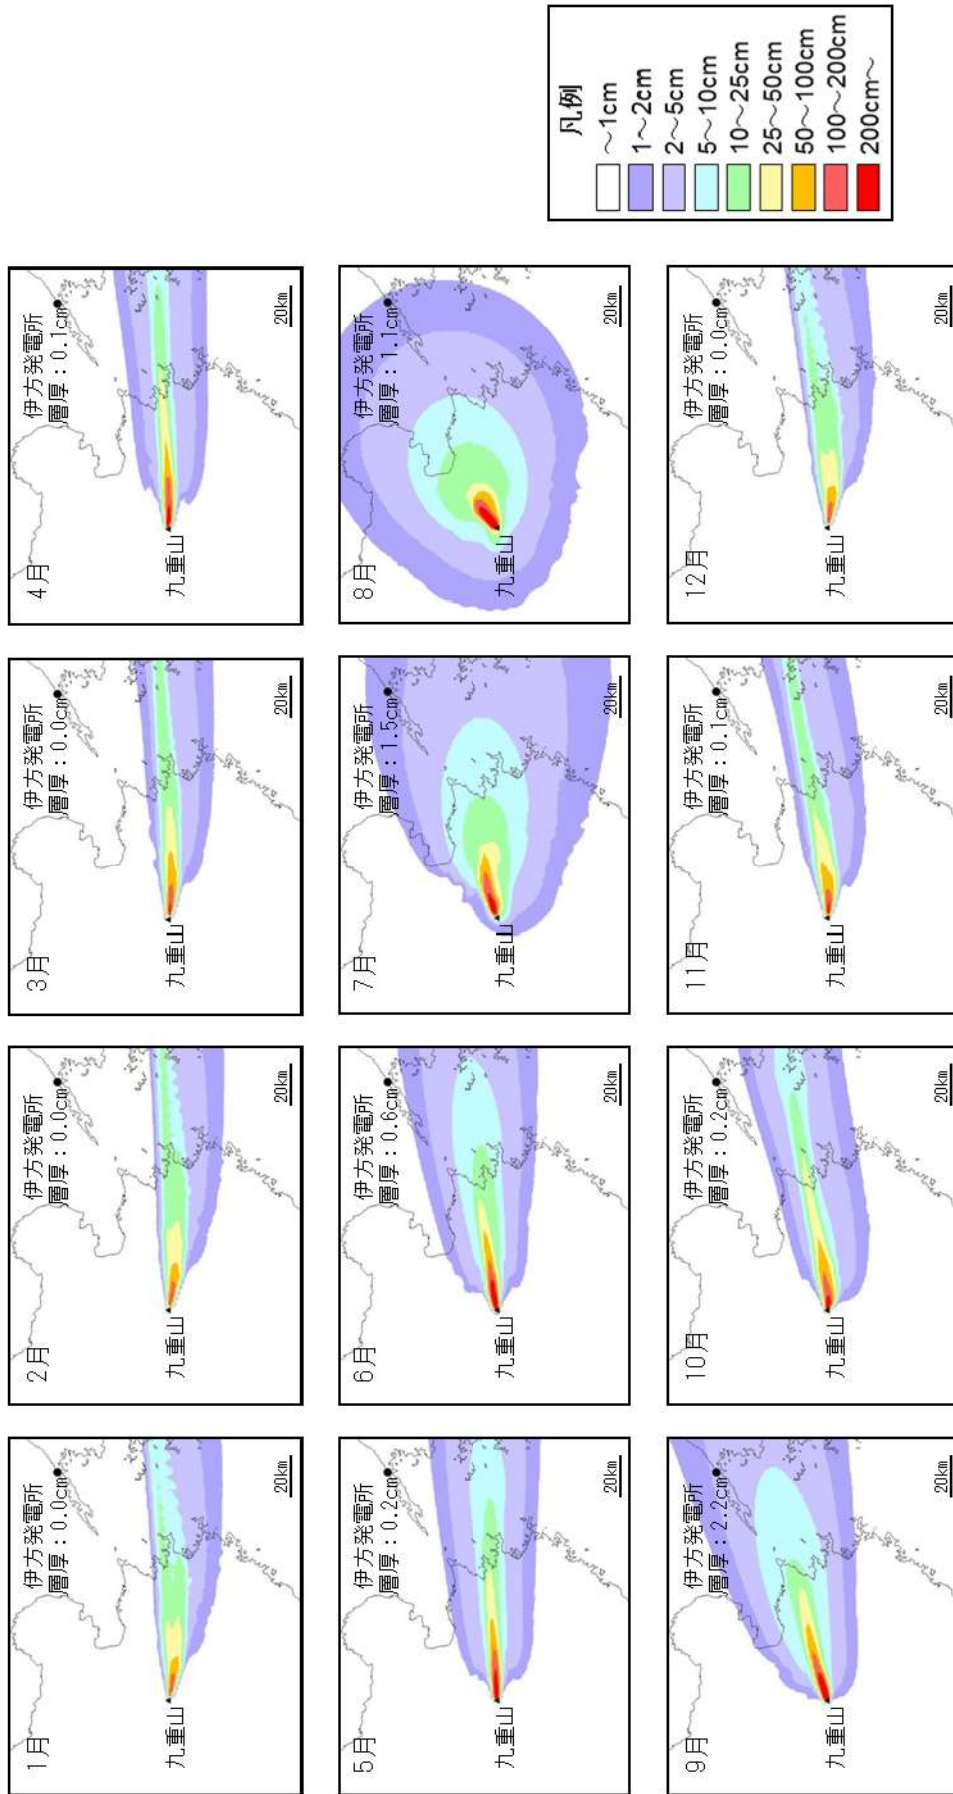 1月
伊方発電所
層厚：0.0cm
九重山
20km
2月
伊方発電所
層厚：0.0cm
九重山
20km
3月
伊方発電所
層厚：0.0cm
九重山
20km
4月
伊方発電所
層厚：0.1cm
九重山
20km
5月
伊方発電所
層厚：0.2cm
九重山
20km
6月
伊方発電所
層厚：0.6cm
九重山
20km
7月
伊方発電所
層厚：1.5cm
九重山
20km
8月
伊方発電所
層厚：1.1cm
九重山
20km
9月
伊方発電所
層厚：2.2cm
九重山
20km
10月
伊方発電所
層厚：0.2cm
九重山
20km
11月
伊方発電所
層厚：0.1cm
九重山
20km
12月
伊方発電所
層厚：0.0cm
九重山
20km
凡例
～1cm
1～2cm
2～5cm
5～10cm
10～25cm
25～50cm
50～100cm
100～200cm
200cm～